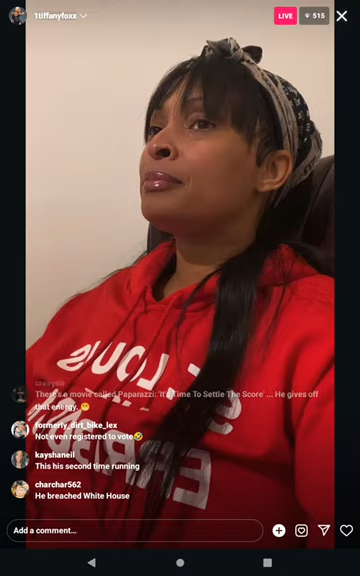 1tiffanyfoxx
LIVE
515
There's a movie called Paparazzi: 'It's Time To Settle The Score' ... He gives off
that energy. 😬
formerly_dirt_bike_lex
Not even registered to vote🤣
kayshaneil
This his second time running
charchar562
He breached White House
Add a comment…